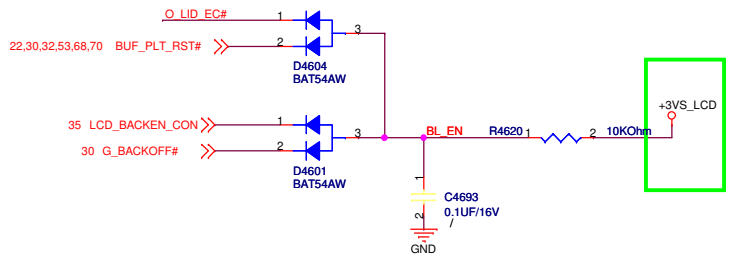 O_LID_EC#
1
3
22,30,32,53,68,70 BUF_PLT_RST#
2
D4604
BAT54AW
+3VS_LCD
35 LCD_BACKEN_CON
1
3
BL_EN
R4620
1
2
10KOhm
30 G_BACKOFF#
2
D4601
BAT54AW
1
C4693
0.1UF/16V
2
/
GND